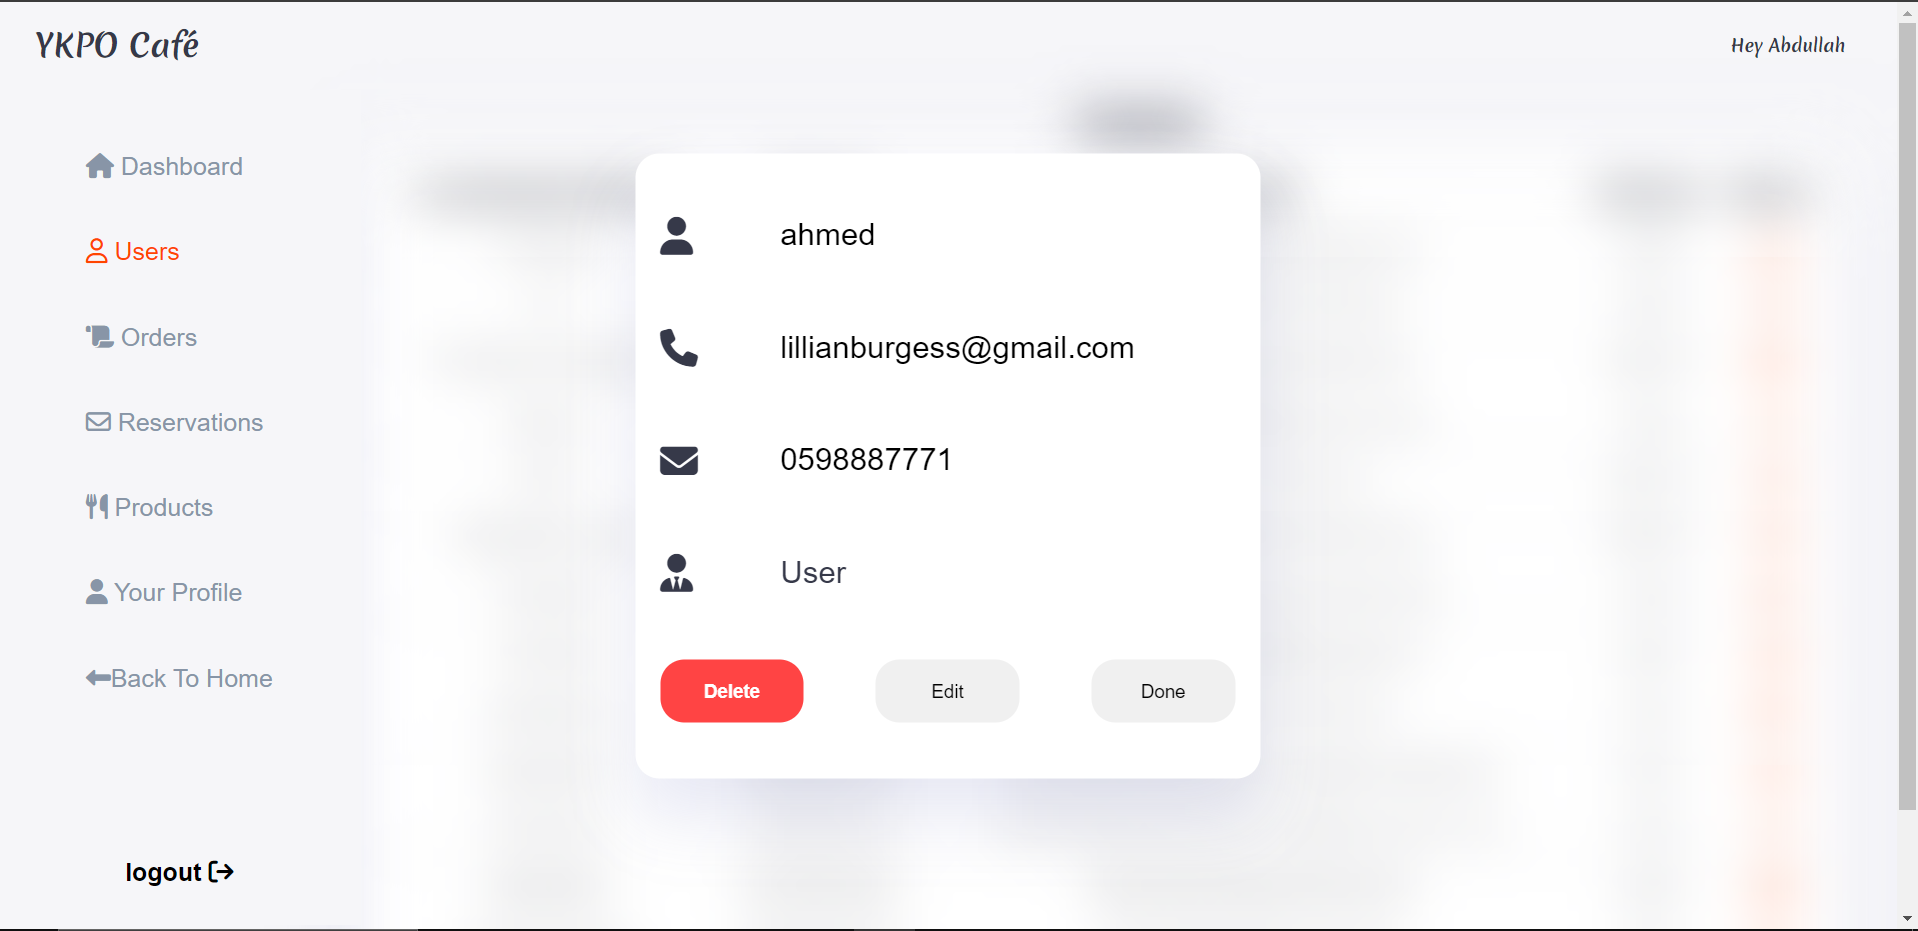 YKPO Café
Hey Abdullah
Dashboard
Users
Orders
Reservations
Products
Your Profile
Back To Home
logout
ahmed
lillianburgess@gmail.com
0598887771
User
Delete
Edit
Done